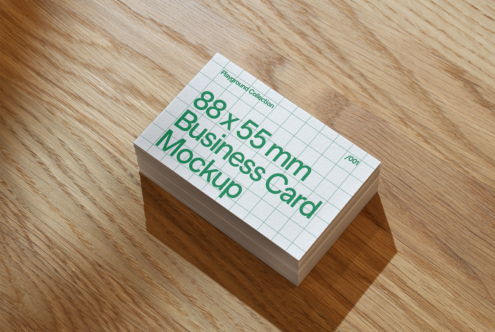 Playground Collection
/001
88 x 55 mm
Business Card
Mockup